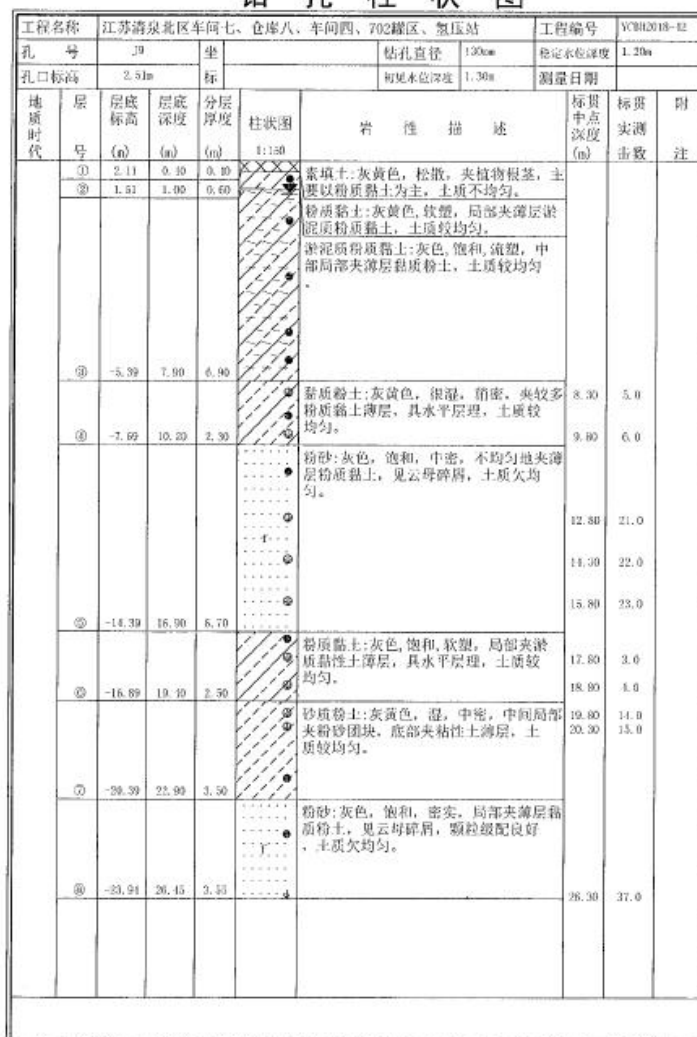 钻孔柱状图
工程名称 江苏清泉北区车间七、仓库八、车间四、702罐区、氢压站 工程编号 YCBH2018-12
孔号 J9 坐 钻孔直径 130mm 稳定水位深度 1.20m
孔口标高 2.51m 标 初见水位深度 1.30m 测量日期
地质时代 层号 层底标高(m) 层底深度(m) 分层厚度(m) 柱状图 1:150 岩性描述 标贯中点深度(m) 标贯实测击数 附注
① 2.11 0.40 0.40 素填土:灰黄色,松散,夹植物根茎,主
② 1.51 1.00 0.60 要以粉质黏土为主,土质不均匀。
粉质黏土:灰黄色,软塑,局部夹薄层淤
泥质粉质黏土,土质较均匀。
淤泥质粉质黏土:灰色,饱和,流塑,中
部局部夹薄层黏质粉土,土质较均匀
。
③ -5.39 7.90 6.90
黏质粉土:灰黄色,很湿,稍密,夹较多 8.30 5.0
粉质黏土薄层,具水平层理,土质较
均匀。
④ -7.69 10.20 2.30 9.80 6.0
粉砂:灰色,饱和,中密,不均匀地夹薄
层粉质黏土,见云母碎屑,土质欠均
匀。
12.80 21.0
f
14.30 22.0
15.80 23.0
⑤ -14.39 16.90 6.70
粉质黏土:灰色,饱和,软塑,局部夹淤
质黏性土薄层,具水平层理,土质较 17.80 3.0
均匀。
⑥ -16.89 19.40 2.50 18.80 4.0
砂质粉土:灰黄色,湿,中密,中间局部 19.80 14.0
夹粉砂团块,底部夹粘性土薄层,土 20.30 15.0
质较均匀。
⑦ -20.39 22.90 3.50
粉砂:灰色,饱和,密实,局部夹薄层黏
质粉土,见云母碎屑,颗粒级配良好
、土质欠均匀。
⑧ -23.94 26.45 3.55 26.30 37.0